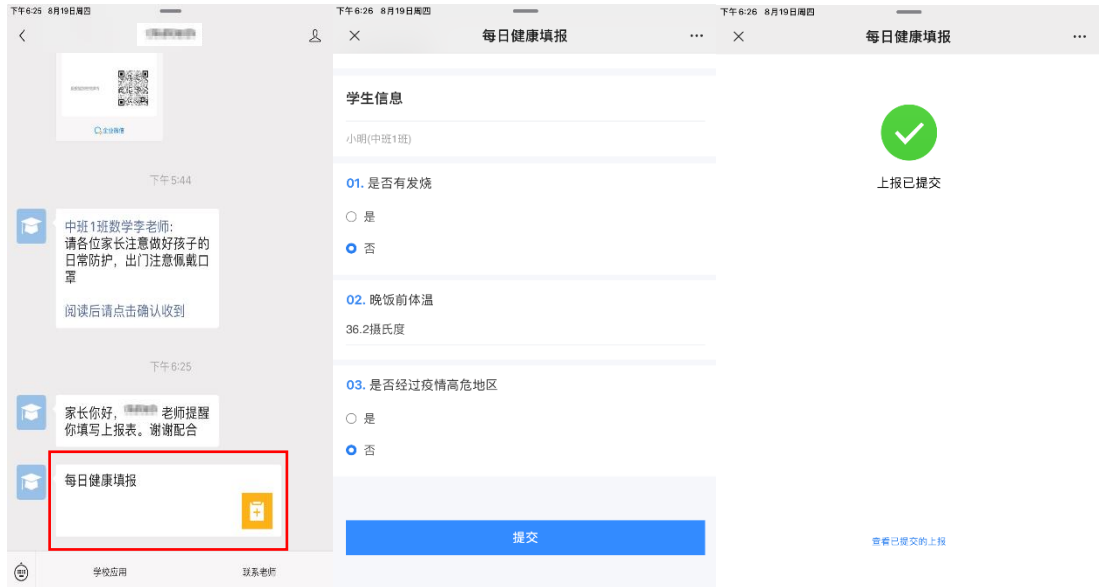 下午6:25 8月19日周四
企业微信
下午5:44
中班1班数学李老师:
请各位家长注意做好孩子的
日常防护，出门注意佩戴口
罩
阅读后请点击确认收到
下午6:25
家长你好，
老师提醒
你填写上报表。谢谢配合
每日健康填报
学校应用
联系老师
下午6:26 8月19日周四
每日健康填报
学生信息
小明(中班1班)
01. 是否有发烧
是
否
02. 晚饭前体温
36.2摄氏度
03. 是否经过疫情高危地区
是
否
提交
下午6:26 8月19日周四
每日健康填报
上报已提交
查看已提交的上报